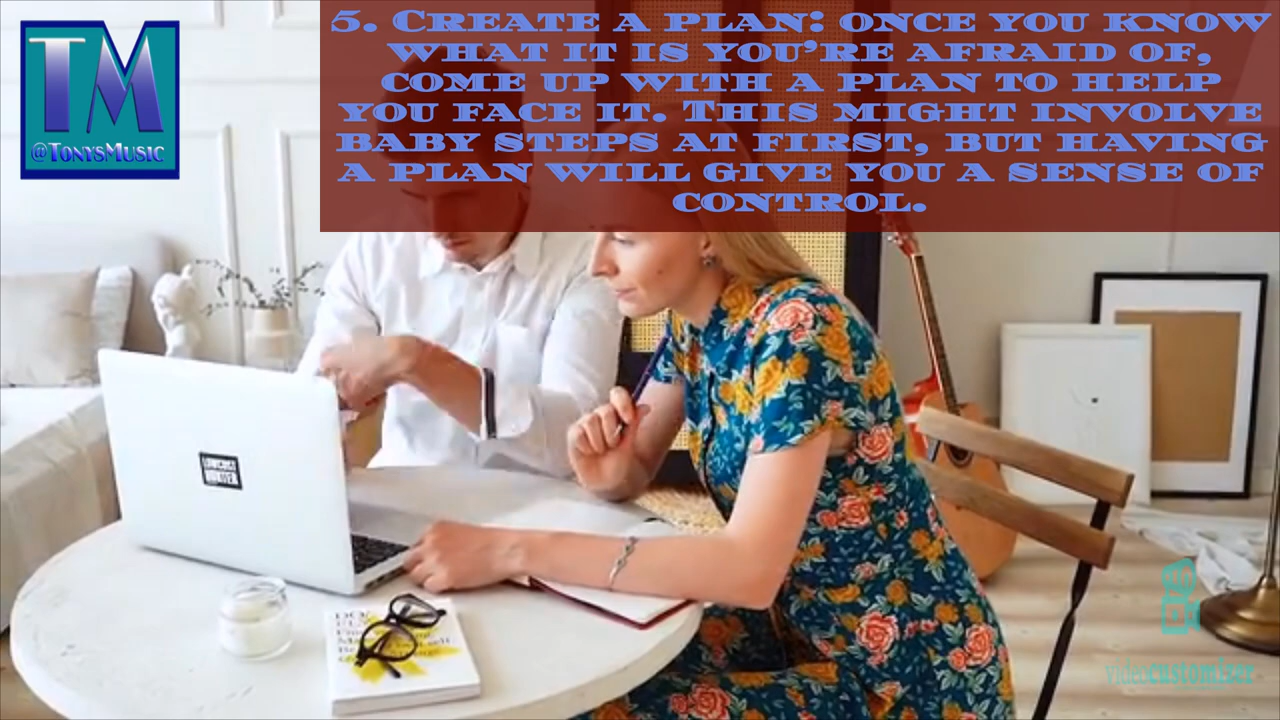 TM
@TonysMusic
5. Create a plan: once you know
what it is you're afraid of,
come up with a plan to help
you face it. This might involve
baby steps at first, but having
a plan will give you a sense of
control.
videocustomizer